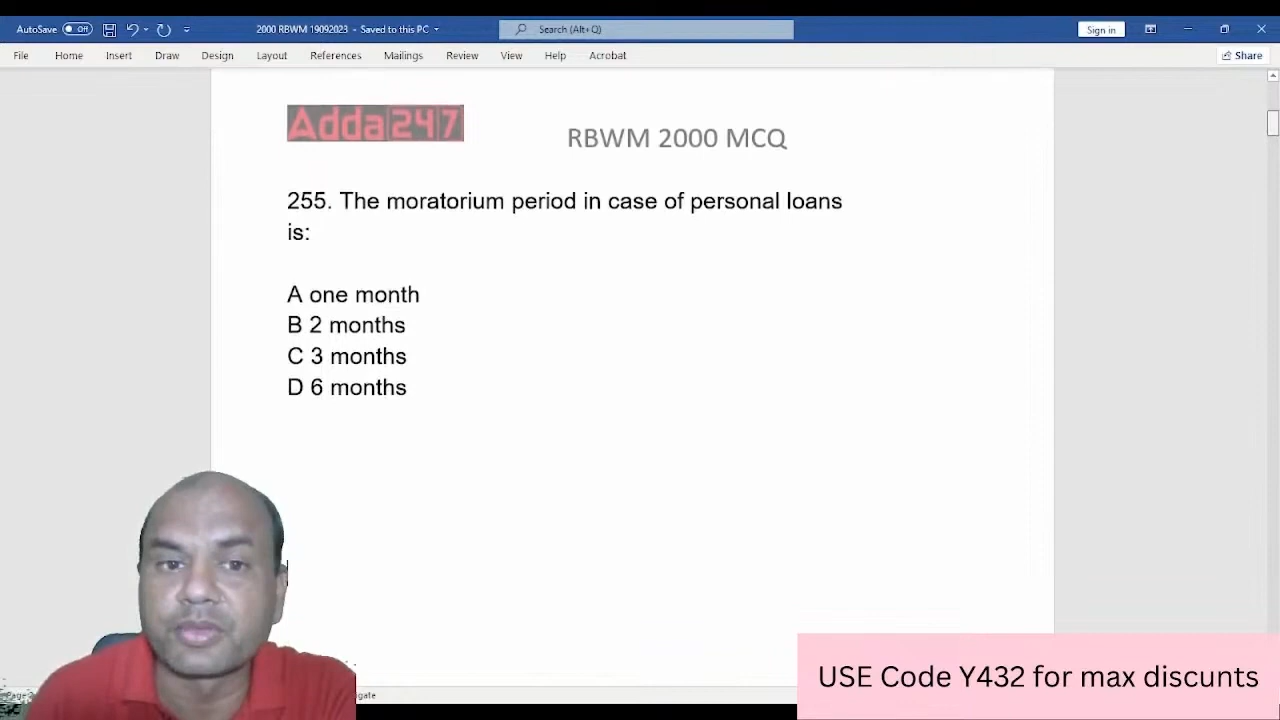 AutoSave Off 2000 RBWM 19092023 - Saved to this PC Search (Alt+Q) Sign in
File Home Insert Draw Design Layout References Mailings Review View Help Acrobat Share
Adda247
RBWM 2000 MCQ
255. The moratorium period in case of personal loans
is:
A one month
B 2 months
C 3 months
D 6 months
USE Code Y432 for max discunts